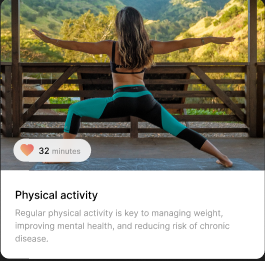 32 minutes
Physical activity
Regular physical activity is key to managing weight,
improving mental health, and reducing risk of chronic
disease.